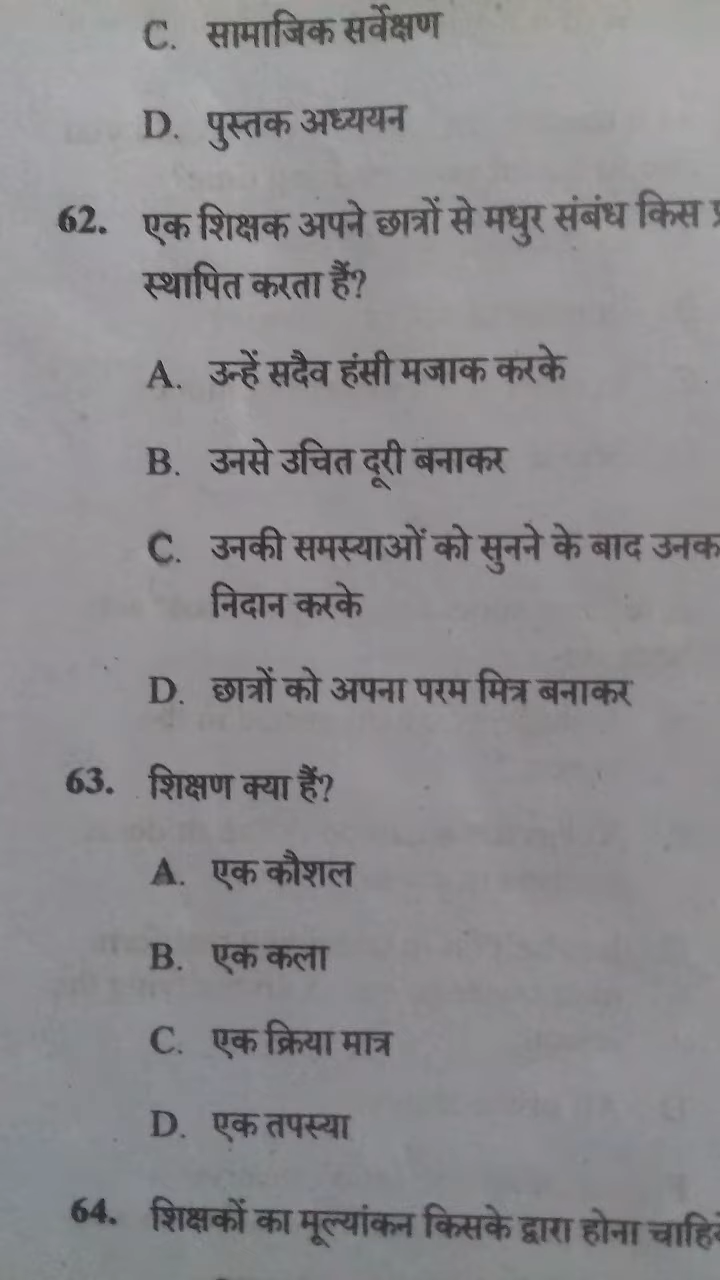 C. सामाजिक सर्वेक्षण
D. पुस्तक अध्ययन
62. एक शिक्षक अपने छात्रों से मधुर संबंध किस
स्थापित करता हैं?
A. उन्हें सदैव हंसी मजाक करके
B. उनसे उचित दूरी बनाकर
C. उनकी समस्याओं को सुनने के बाद
निदान करके
D. छात्रों को अपना परम मित्र बनाकर
63. शिक्षण क्या हैं?
A. एक कौशल
B. एक कला
C. एक क्रिया मात्र
D. एक तपस्या
64. शिक्षकों का मूल्यांकन किसके द्वारा होना